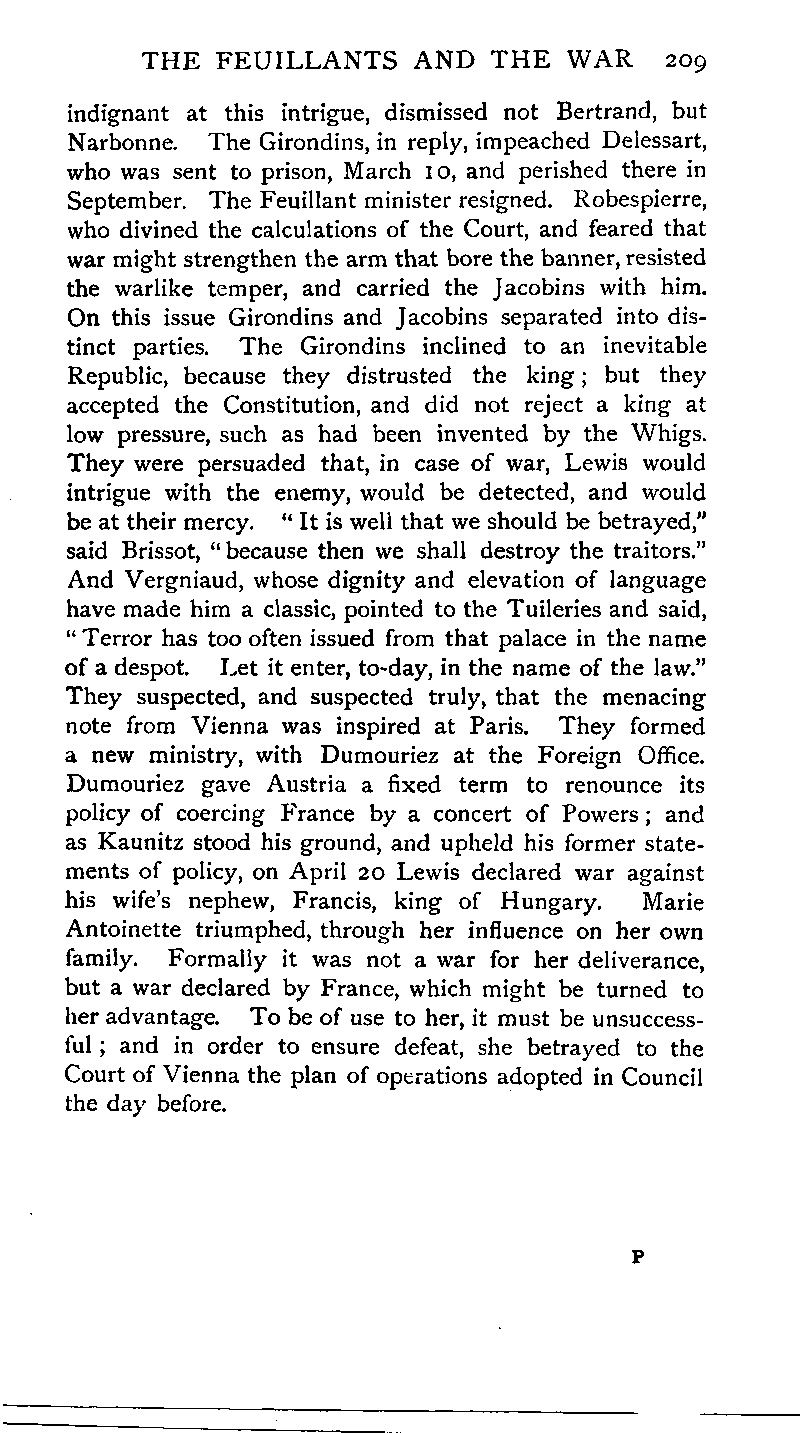 THE FEUILLANTS AND THE WAR 209
indignant at this intrigue, dismissed not Bertrand, but
Narbonne. The Girondins, in reply, impeached Delessart,
who was sent to prison, March 10, and perished there in
September. The Feuillant minister resigned. Robespierre,
who divined the calculations of the Court, and feared that
war might strengthen the arm that bore the banner, resisted
the warlike temper, and carried the Jacobins with him.
On this issue Girondins and Jacobins separated into dis-
tinct parties. The Girondins inclined to an inevitable
Republic, because they distrusted the king; but they
accepted the Constitution, and did not reject a king at
low pressure, such as had been invented by the Whigs.
They were persuaded that, in case of war, Lewis would
intrigue with the enemy, would be detected, and would
be at their mercy. “It is well that we should be betrayed,”
said Brissot, “because then we shall destroy the traitors.”
And Vergniaud, whose dignity and elevation of language
have made him a classic, pointed to the Tuileries and said,
“Terror has too often issued from that palace in the name
of a despot. Let it enter, to-day, in the name of the law.”
They suspected, and suspected truly, that the menacing
note from Vienna was inspired at Paris. They formed
a new ministry, with Dumouriez at the Foreign Office.
Dumouriez gave Austria a fixed term to renounce its
policy of coercing France by a concert of Powers; and
as Kaunitz stood his ground, and upheld his former state-
ments of policy, on April 20 Lewis declared war against
his wife’s nephew, Francis, king of Hungary. Marie
Antoinette triumphed, through her influence on her own
family. Formally it was not a war for her deliverance,
but a war declared by France, which might be turned to
her advantage. To be of use to her, it must be unsuccess-
ful; and in order to ensure defeat, she betrayed to the
Court of Vienna the plan of operations adopted in Council
the day before.
P